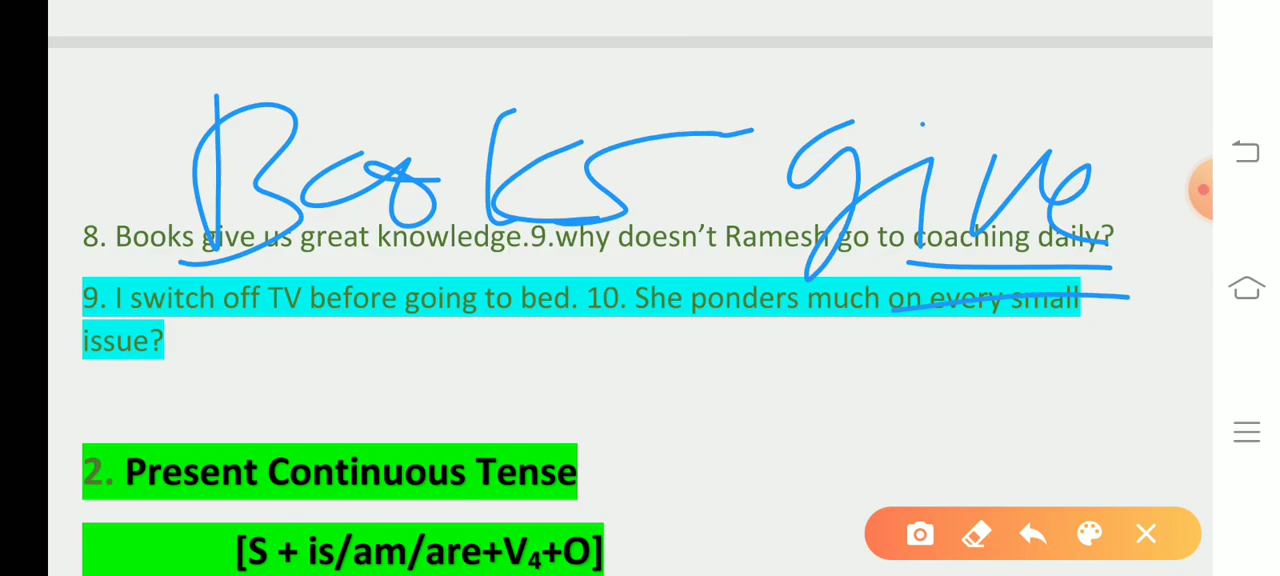 Books give
8. Books give us great knowledge.9.why doesn't Ramesh go to coaching daily?
9. I switch off TV before going to bed. 10. She ponders much on every small
issue?
2. Present Continuous Tense
[S + is/am/are+V₄+O]